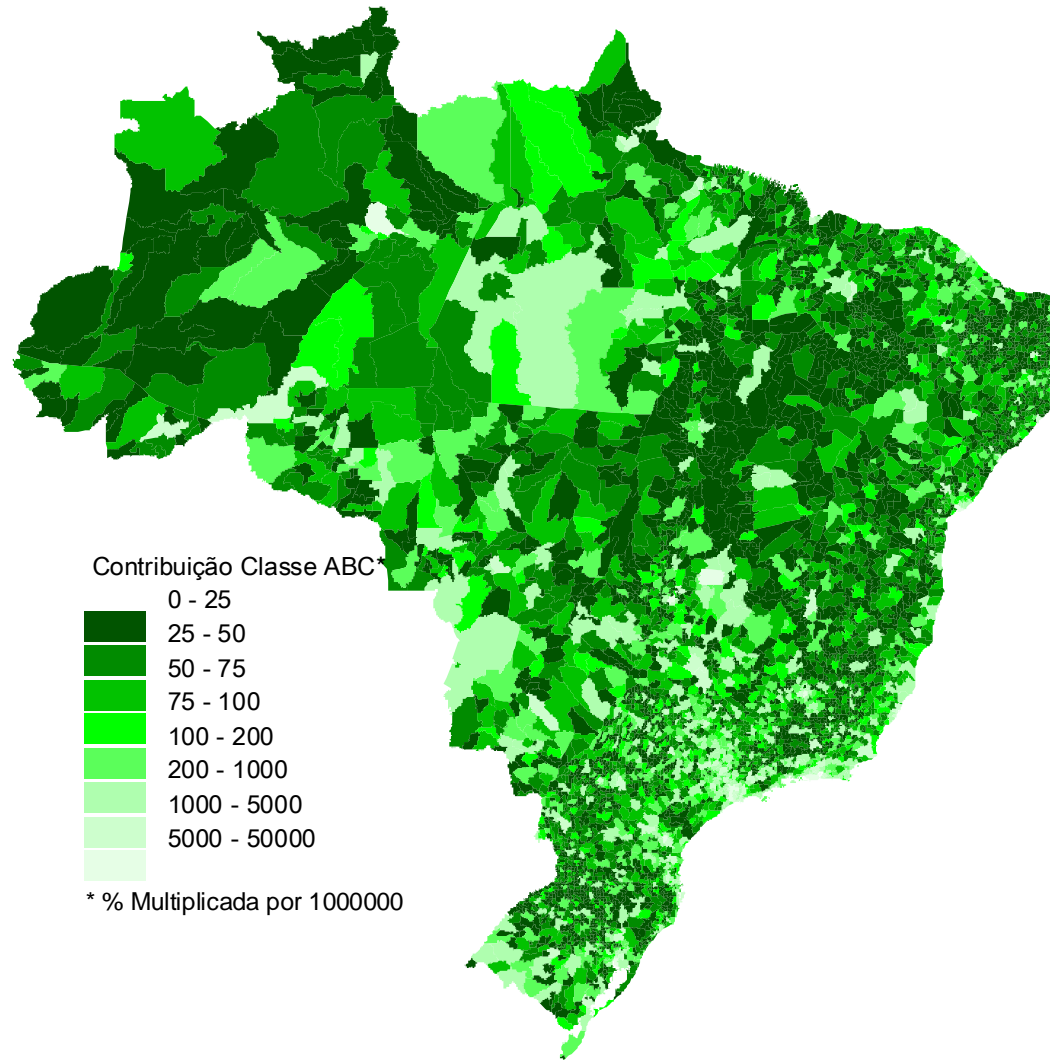 Contribuição Classe ABC*
0 - 25
25 - 50
50 - 75
75 - 100
100 - 200
200 - 1000
1000 - 5000
5000 - 50000
* % Multiplicada por 1000000